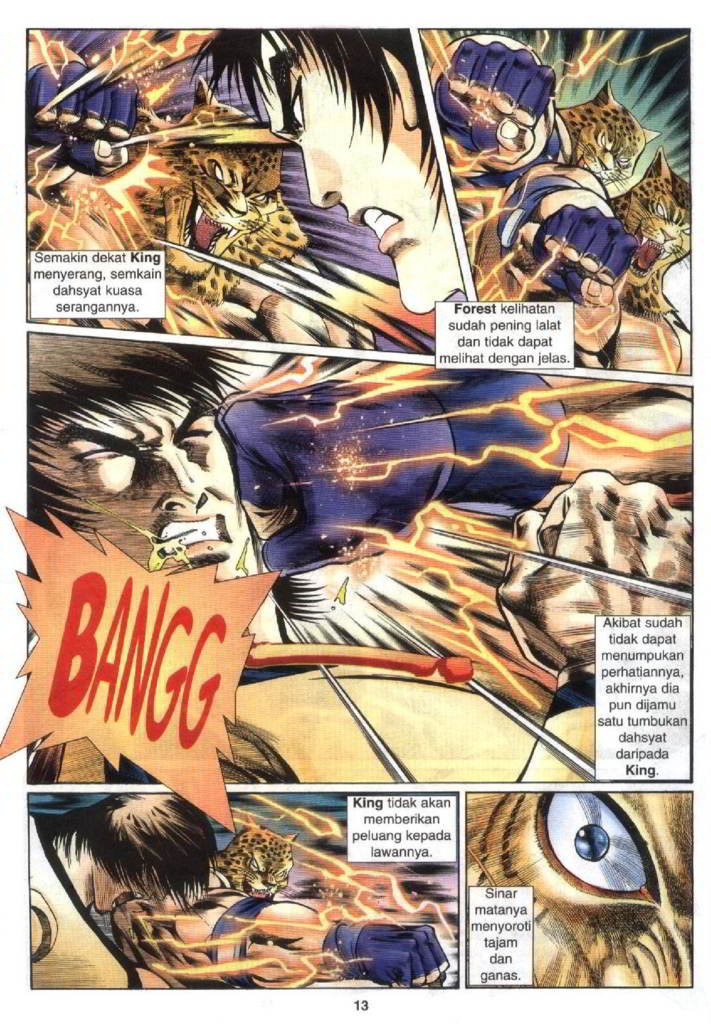 Semakin dekat King
menyerang, semkain
dahsyat kuasa
serangannya.
Forest kelihatan
sudah pening lalat
dan tidak dapat
melihat dengan jelas.
BANGG
Akibat sudah
tidak dapat
menumpukan
perhatiannya,
akhirnya dia
pun dijamu
satu tumbukan
dahsyat
daripada
King.
King tidak akan
memberikan
peluang kepada
lawannya.
Sinar
matanya
menyoroti
tajam
dan
ganas.
13